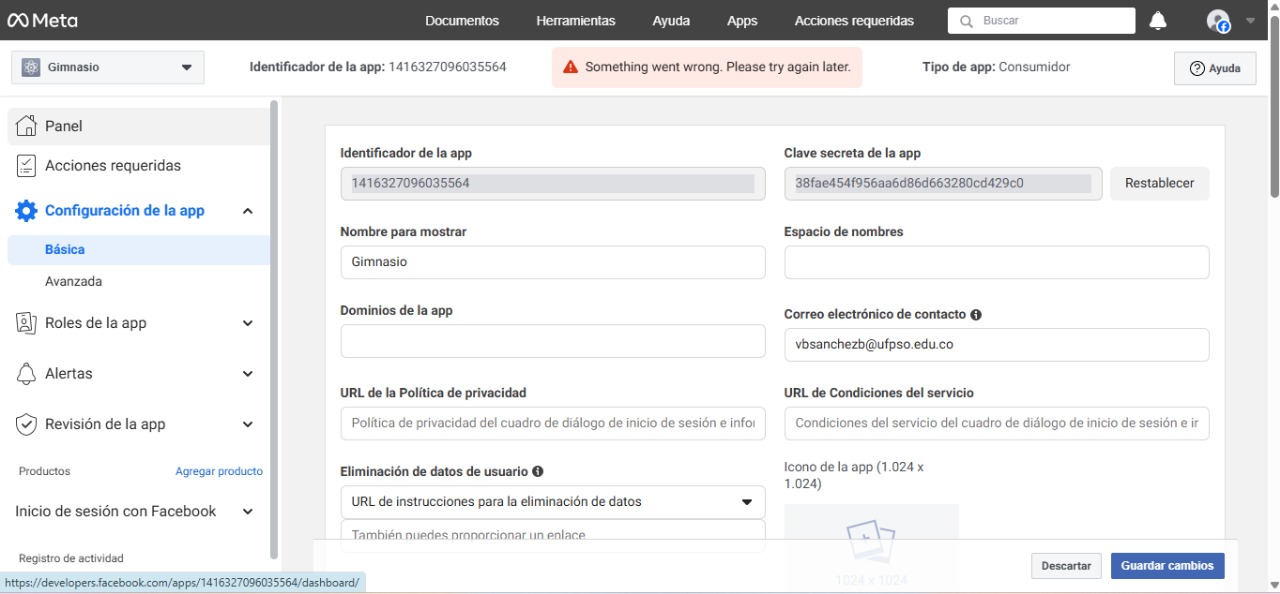 Meta
Documentos Herramientas Ayuda Apps Acciones requeridas Buscar
Gimnasio Identificador de la app: 1416327096035564 Something went wrong. Please try again later. Tipo de app: Consumidor Ayuda
Panel
Acciones requeridas
Configuración de la app
Básica
Avanzada
Roles de la app
Alertas
Revisión de la app
Productos Agregar producto
Inicio de sesión con Facebook
Registro de actividad
https://developers.facebook.com/apps/1416327096035564/dashboard/
Identificador de la app
1416327096035564
Clave secreta de la app
38fae454f956aa6d86d663280cd429c0 Restablecer
Nombre para mostrar
Gimnasio
Espacio de nombres
Dominios de la app
Correo electrónico de contacto
vbsanchezb@ufpso.edu.co
URL de la Política de privacidad
Política de privacidad del cuadro de diálogo de inicio de sesión e infor
URL de Condiciones del servicio
Condiciones del servicio del cuadro de diálogo de inicio de sesión e ir
Eliminación de datos de usuario
URL de instrucciones para la eliminación de datos
También puedes proporcionar un enlace
Icono de la app (1.024 x
1.024)
1024 x 1024
Descartar Guardar cambios